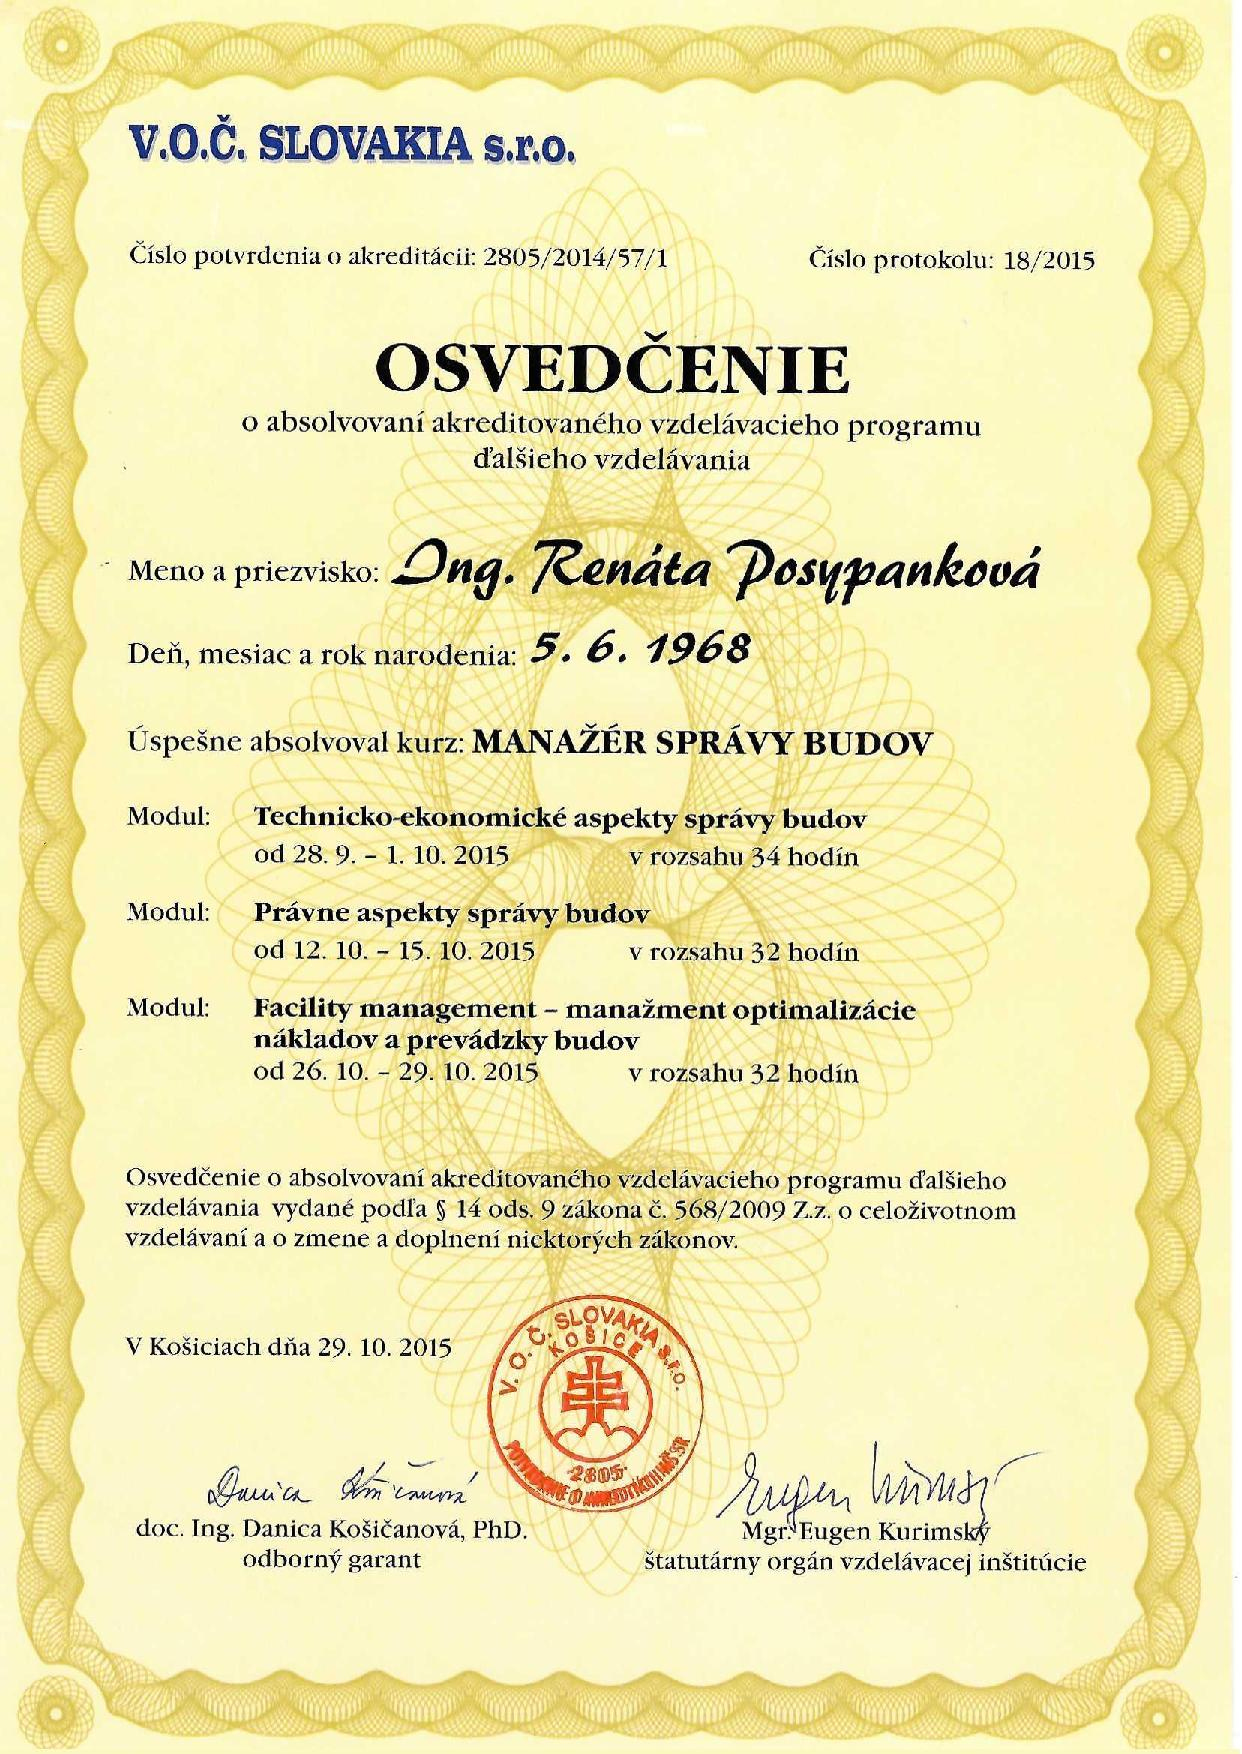 V.O.Č. SLOVAKIA s.r.o.
Číslo potvrdenia o akreditácii: 2805/2014/57/1 Číslo protokolu: 18/2015
OSVEDČENIE
o absolvovaní akreditovaného vzdelávacieho programu
ďalšieho vzdelávania
Meno a priezvisko: Ing. Renáta Posypanková
Deň, mesiac a rok narodenia: 5. 6. 1968
Úspešne absolvoval kurz: MANAŽÉR SPRÁVY BUDOV
Modul: Technicko-ekonomické aspekty správy budov
od 28. 9. – 1. 10. 2015 v rozsahu 34 hodín
Modul: Právne aspekty správy budov
od 12. 10. – 15. 10. 2015 v rozsahu 32 hodín
Modul: Facility management – manažment optimalizácie
nákladov a prevádzky budov
od 26. 10. – 29. 10. 2015 v rozsahu 32 hodín
Osvedčenie o absolvovaní akreditovaného vzdelávacieho programu ďalšieho
vzdelávania vydané podľa § 14 ods. 9 zákona č. 568/2009 Z.z. o celoživotnom
vzdelávaní a o zmene a doplnení niektorých zákonov.
V Košiciach dňa 29. 10. 2015
V. O. Č. SLOVAKIA s.r.o.
KOŠICE
2805
Danica Košičanová
Eugen Kurimský
doc. Ing. Danica Košičanová, PhD.
odborný garant
Mgr. Eugen Kurimský
štatutárny orgán vzdelávacej inštitúcie